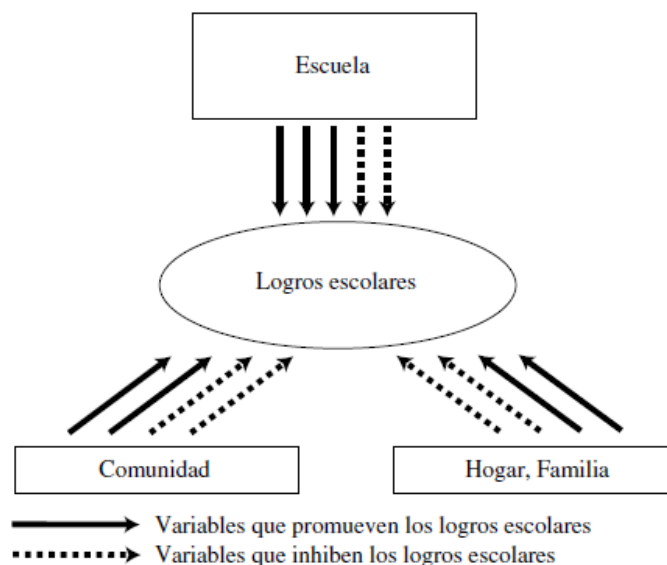 Escuela
Logros escolares
Comunidad
Hogar, Familia
Variables que promueven los logros escolares
Variables que inhiben los logros escolares